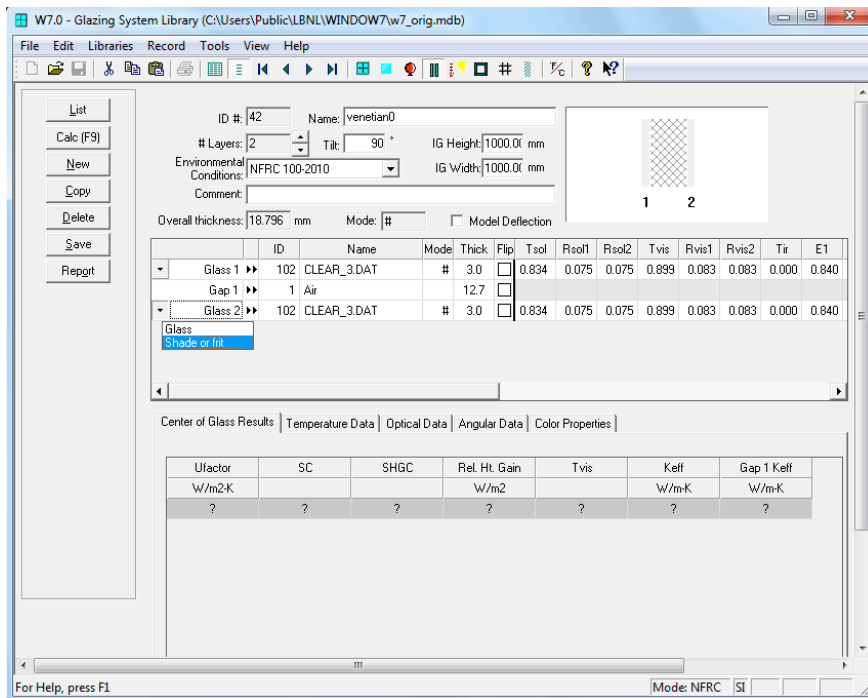 W7.0 - Glazing System Library (C:\Users\Public\LBNL\WINDOW7\w7_orig.mdb)
File Edit Libraries Record Tools View Help
°F/C ? ?
List
Calc (F9)
New
Copy
Delete
Save
Report
ID #: 42 Name: venetian0
# Layers: 2 Tilt: 90 ° IG Height: 1000.00 mm
Environmental Conditions: NFRC 100-2010 IG Width: 1000.00 mm
Comment:
Overall thickness: 18.796 mm Mode: # Model Deflection
1 2
ID Name Mode Thick Flip Tsol Rsol1 Rsol2 Tvis Rvis1 Rvis2 Tir E1
Glass 1 102 CLEAR_3.DAT # 3.0 0.834 0.075 0.075 0.899 0.083 0.083 0.000 0.840
Gap 1 1 Air 12.7
Glass 2 102 CLEAR_3.DAT # 3.0 0.834 0.075 0.075 0.899 0.083 0.083 0.000 0.840
Glass
Shade or frit
Center of Glass Results Temperature Data Optical Data Angular Data Color Properties
Ufactor SC SHGC Rel. Ht. Gain Tvis Keff Gap 1 Keff
W/m2-K W/m2 W/m-K W/m-K
? ? ? ? ? ? ?
For Help, press F1 Mode: NFRC SI